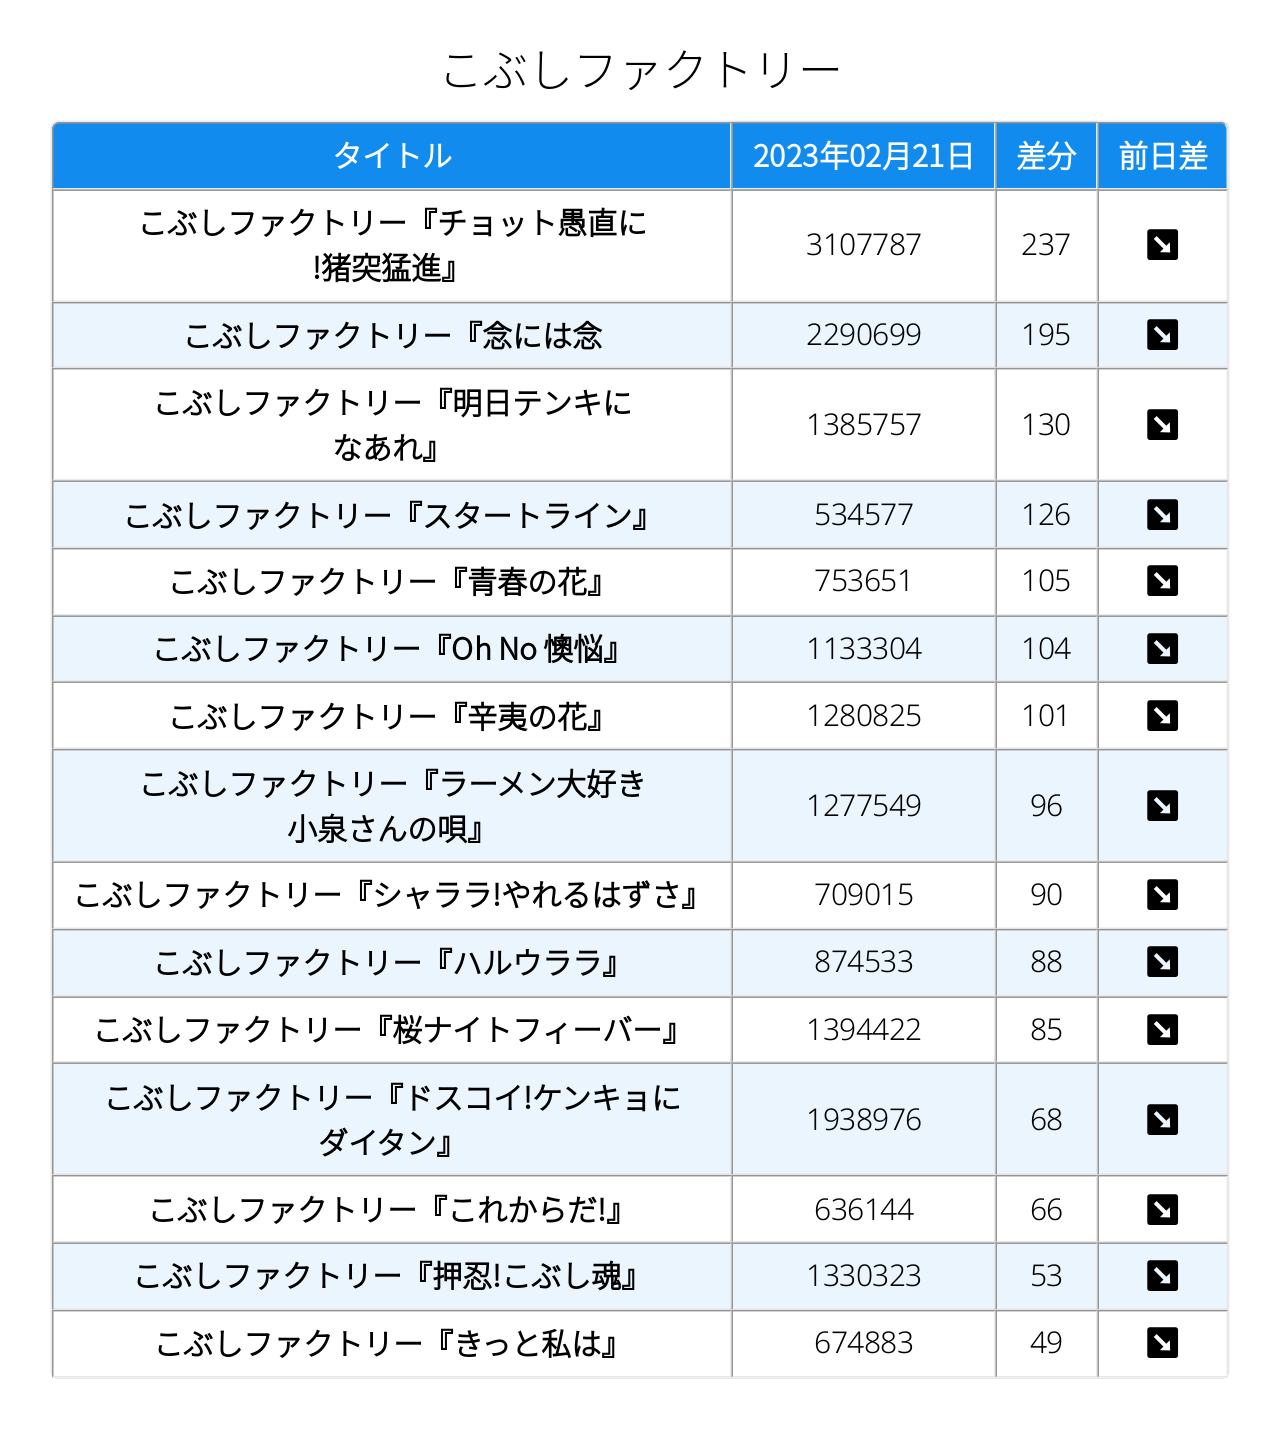 こぶしファクトリー
タイトル 2023年02月21日 差分 前日差
こぶしファクトリー『チョット愚直に
!猪突猛進』 3107787 237
こぶしファクトリー『念には念 2290699 195
こぶしファクトリー『明日テンキに
なあれ』 1385757 130
こぶしファクトリー『スタートライン』 534577 126
こぶしファクトリー『青春の花』 753651 105
こぶしファクトリー『Oh No 懊悩』 1133304 104
こぶしファクトリー『辛夷の花』 1280825 101
こぶしファクトリー『ラーメン大好き
小泉さんの唄』 1277549 96
こぶしファクトリー『シャララ!やれるはずさ』 709015 90
こぶしファクトリー『ハルウララ』 874533 88
こぶしファクトリー『桜ナイトフィーバー』 1394422 85
こぶしファクトリー『ドスコイ!ケンキョに
ダイタン』 1938976 68
こぶしファクトリー『これからだ!』 636144 66
こぶしファクトリー『押忍!こぶし魂』 1330323 53
こぶしファクトリー『きっと私は』 674883 49